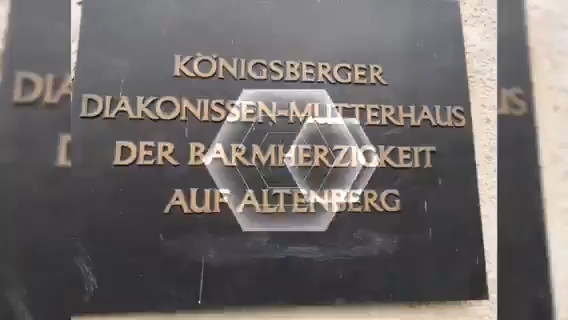 KÖNIGSBERGER
DIAKONISSEN-MUTTERHAUS
DER BARMHERZIGKEIT
AUF ALTENBERG